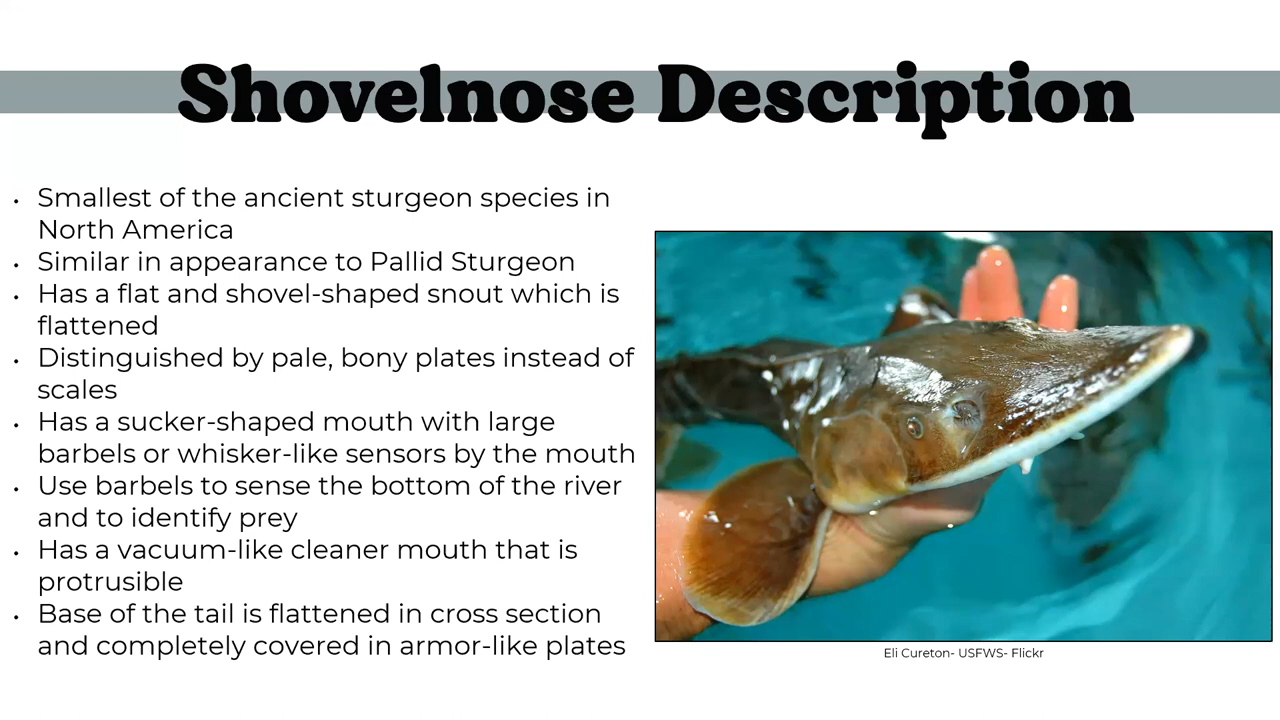 Shovelnose Description
• Smallest of the ancient sturgeon species in
North America
• Similar in appearance to Pallid Sturgeon
• Has a flat and shovel-shaped snout which is
flattened
• Distinguished by pale, bony plates instead of
scales
• Has a sucker-shaped mouth with large
barbels or whisker-like sensors by the mouth
• Use barbels to sense the bottom of the river
and to identify prey
• Has a vacuum-like cleaner mouth that is
protrusible
• Base of the tail is flattened in cross section
and completely covered in armor-like plates
Eli Cureton- USFWS- Flickr